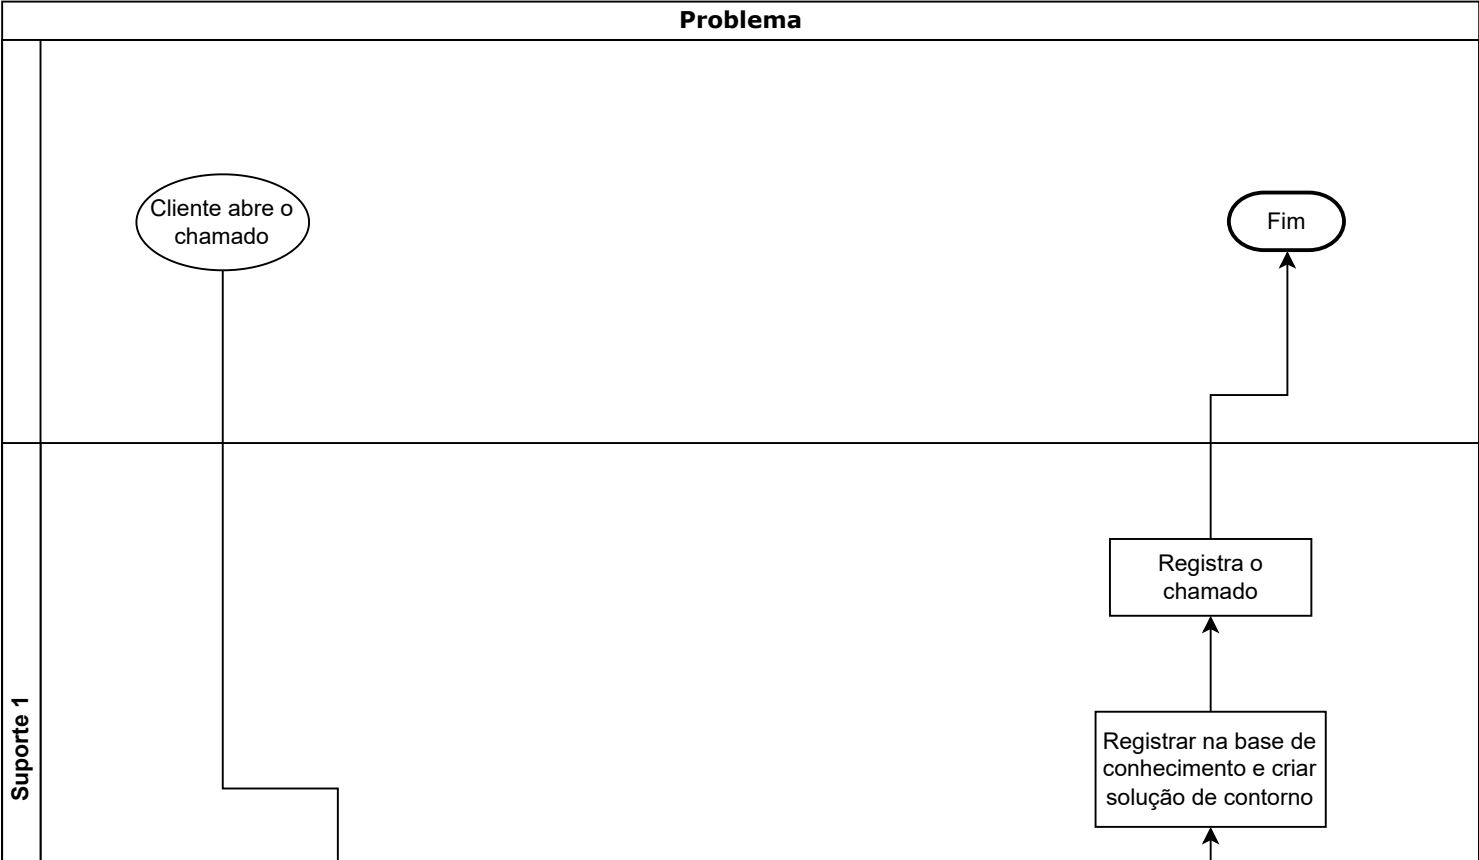 Problema
Cliente abre o
chamado
Fim
Suporte 1
Registra o
chamado
Registrar na base de
conhecimento e criar
solução de contorno